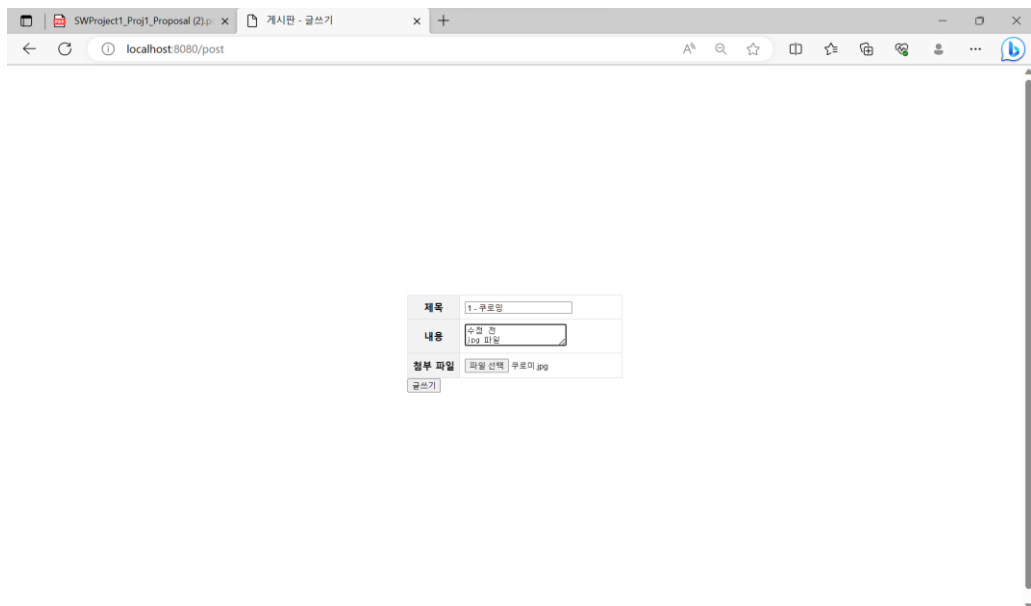 SWProject1_Proj1_Proposal (2).p
게시판 - 글쓰기
localhost:8080/post
제목
1 - 쿠로밍
내용
수정 전
jpg 파일
첨부 파일
파일 선택 쿠로미.jpg
글쓰기